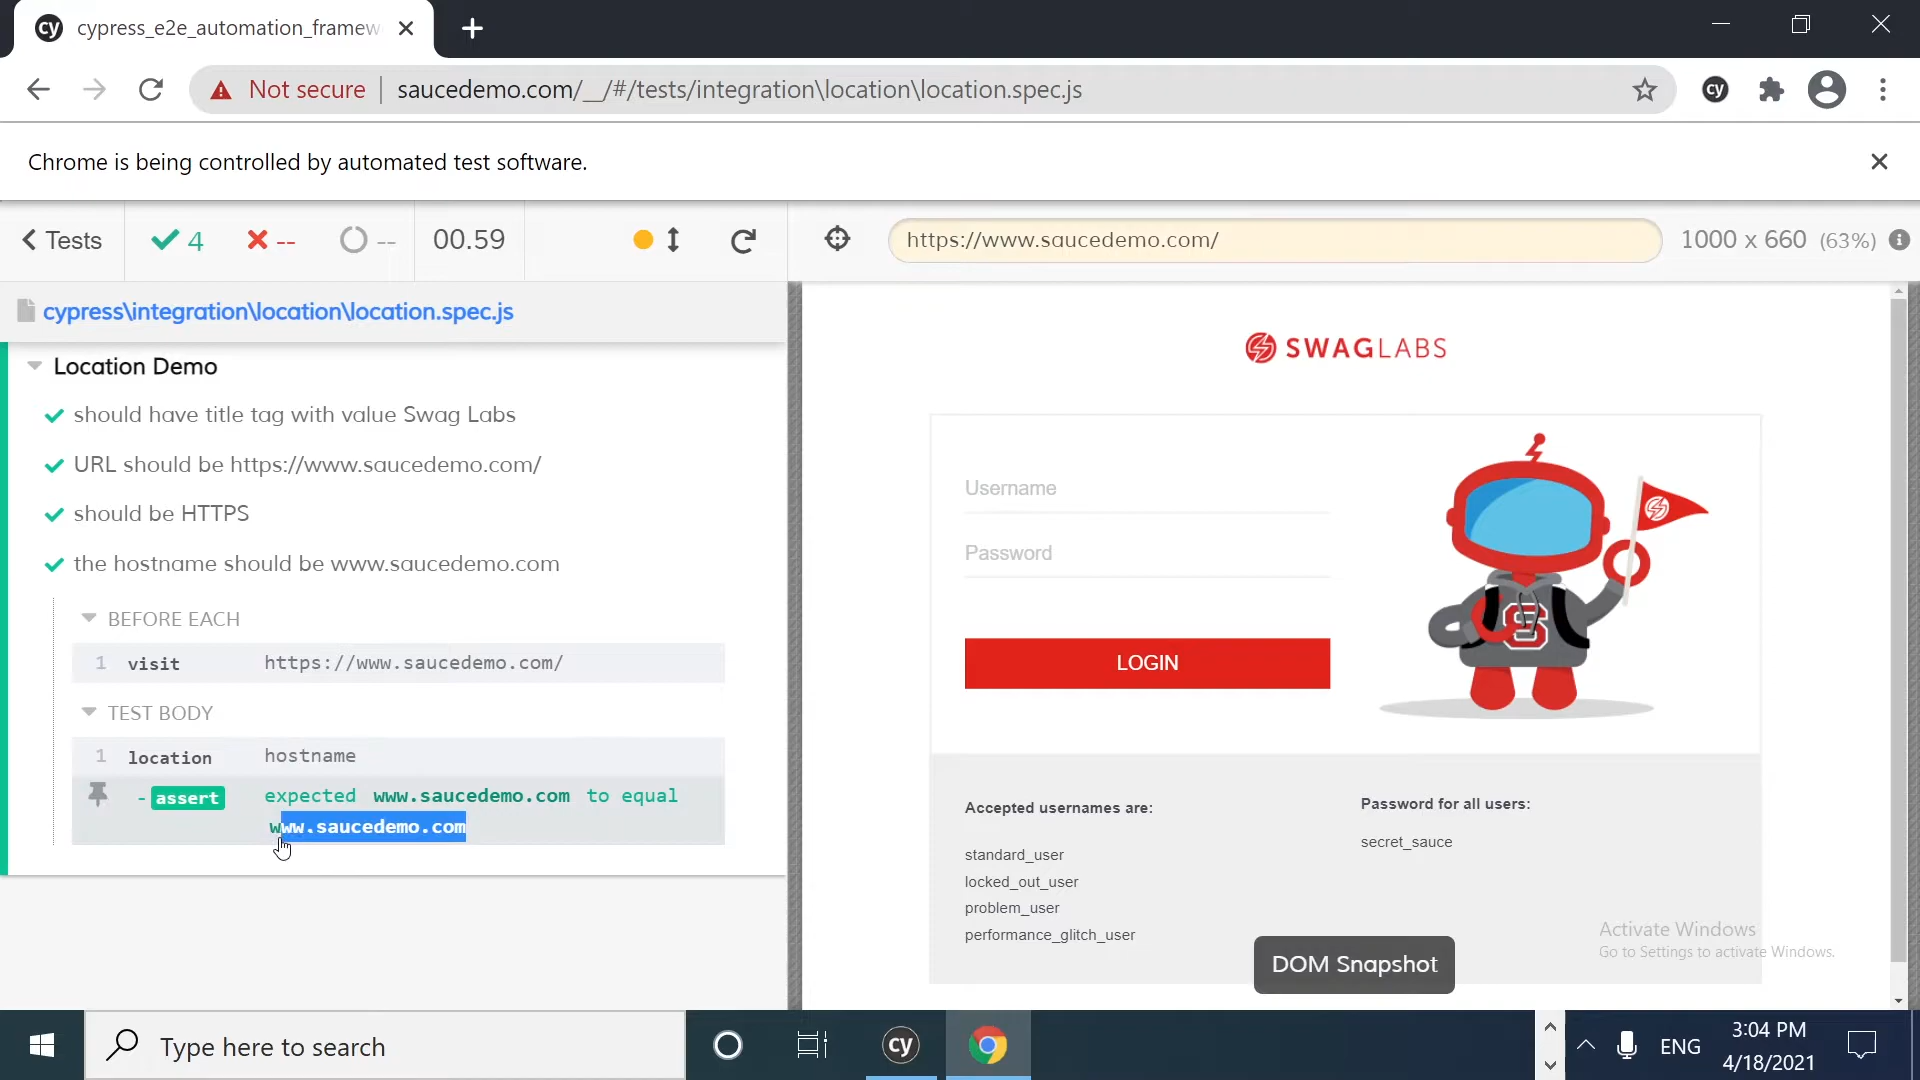 cy cypress_e2e_automation_framew
Not secure saucedemo.com/__/#/tests/integration\location\location.spec.js cy
Chrome is being controlled by automated test software.
Tests 4 -- -- 00.59 https://www.saucedemo.com/ 1000 x 660 (63%)
cypress\integration\location\location.spec.js
Location Demo
should have title tag with value Swag Labs
URL should be https://www.saucedemo.com/
should be HTTPS
the hostname should be www.saucedemo.com
BEFORE EACH
1 visit https://www.saucedemo.com/
TEST BODY
1 location hostname
- assert expected www.saucedemo.com to equal
www.saucedemo.com
SWAGLABS
Username
Password
LOGIN
S
Accepted usernames are:
standard_user
locked_out_user
problem_user
performance_glitch_user
Password for all users:
secret_sauce
DOM Snapshot
Activate Windows
Go to Settings to activate Windows.
Type here to search cy ENG 3:04 PM
4/18/2021